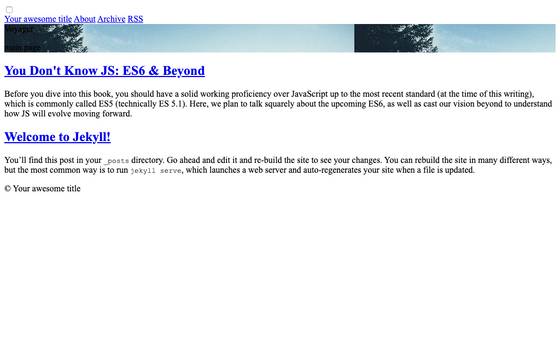 Your awesome title About Archive RSS
Voyager
main page
You Don't Know JS: ES6 & Beyond
Before you dive into this book, you should have a solid working proficiency over JavaScript up to the most recent standard (at the time of this writing),
which is commonly called ES5 (technically ES 5.1). Here, we plan to talk squarely about the upcoming ES6, as well as cast our vision beyond to understand
how JS will evolve moving forward.
Welcome to Jekyll!
You’ll find this post in your _posts directory. Go ahead and edit it and re-build the site to see your changes. You can rebuild the site in many different ways,
but the most common way is to run jekyll serve, which launches a web server and auto-regenerates your site when a file is updated.
© Your awesome title